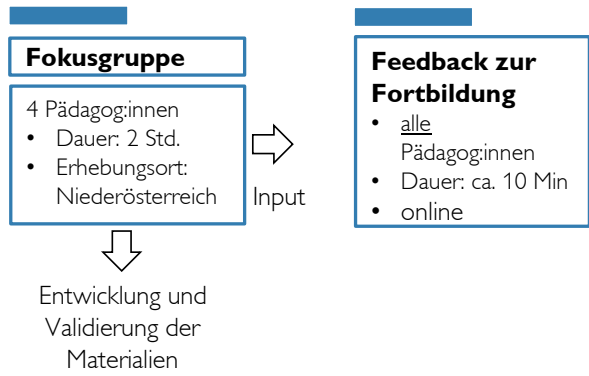 Fokusgruppe
4 Pädagog:innen
• Dauer: 2 Std.
• Erhebungsort:
Niederösterreich
Input
Entwicklung und
Validierung der
Materialien
Feedback zur
Fortbildung
• alle
Pädagog:innen
• Dauer: ca. 10 Min
• online